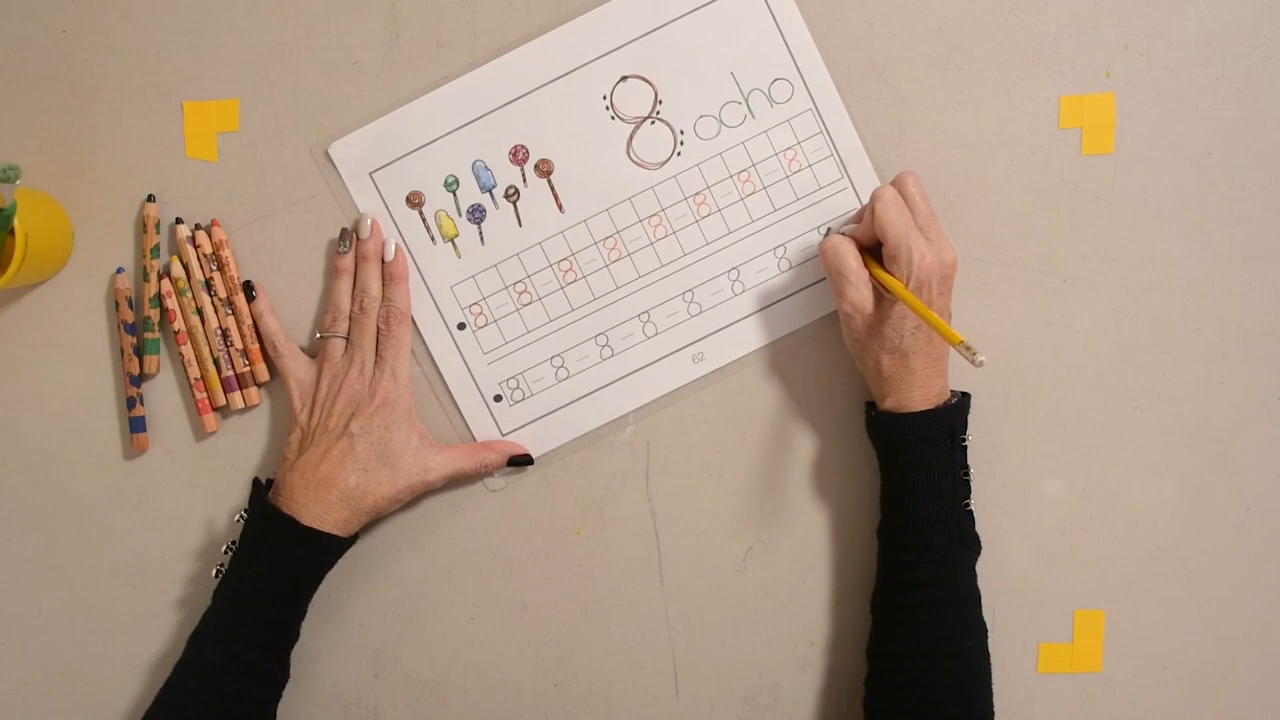 8 ocho
8 - 8 - 8 - 8 - 8 - 8 - 8 - 8 -
8 - 8 - 8 - 8 - 8 - 8 - 8 - 8
62